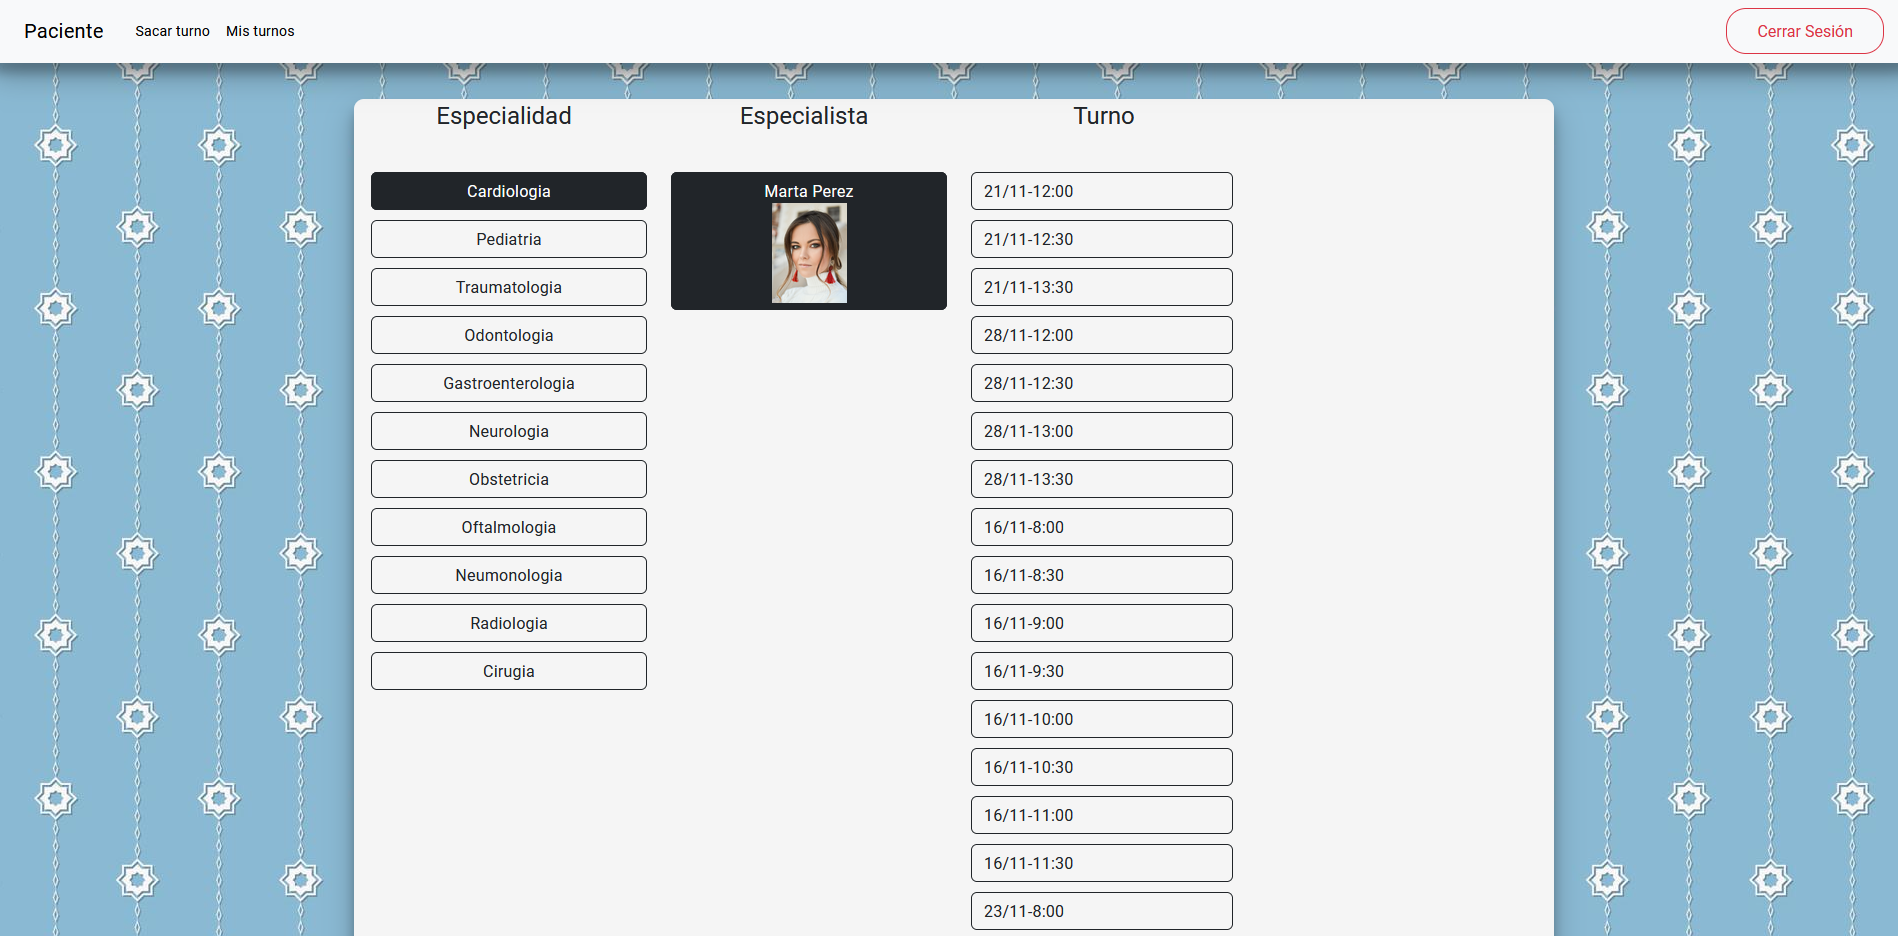 Paciente
Sacar turno
Mis turnos
Cerrar Sesión
Especialidad
Cardiologia
Pediatria
Traumatologia
Odontologia
Gastroenterologia
Neurologia
Obstetricia
Oftalmologia
Neumonologia
Radiologia
Cirugia
Especialista
Marta Perez
Turno
21/11-12:00
21/11-12:30
21/11-13:30
28/11-12:00
28/11-12:30
28/11-13:00
28/11-13:30
16/11-8:00
16/11-8:30
16/11-9:00
16/11-9:30
16/11-10:00
16/11-10:30
16/11-11:00
16/11-11:30
23/11-8:00